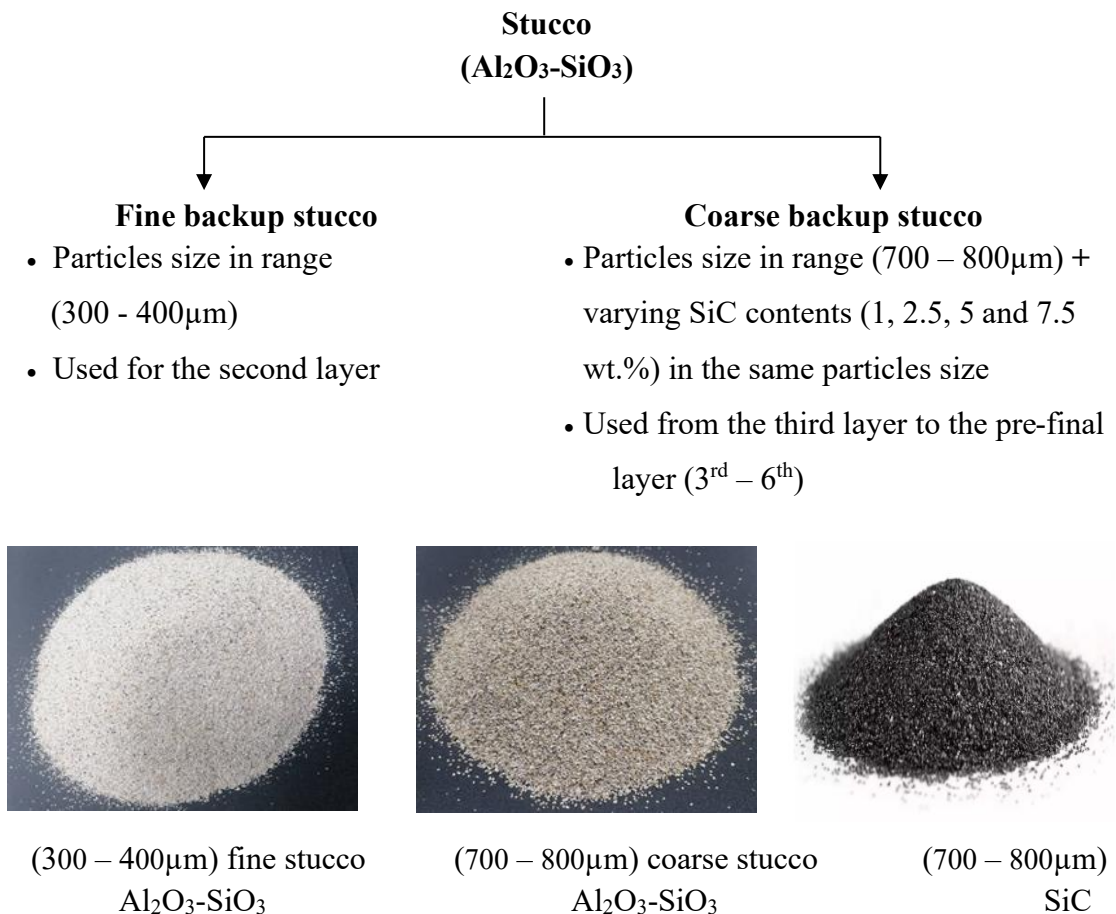 Stucco
(Al₂O₃-SiO₃)
Fine backup stucco
• Particles size in range
(300 - 400µm)
• Used for the second layer
Coarse backup stucco
• Particles size in range (700 – 800µm) +
varying SiC contents (1, 2.5, 5 and 7.5
wt.%) in the same particles size
• Used from the third layer to the pre-final
layer (3ʳᵈ – 6ᵗʰ)
(300 – 400µm) fine stucco
Al₂O₃-SiO₃
(700 – 800µm) coarse stucco
Al₂O₃-SiO₃
(700 – 800µm)
SiC